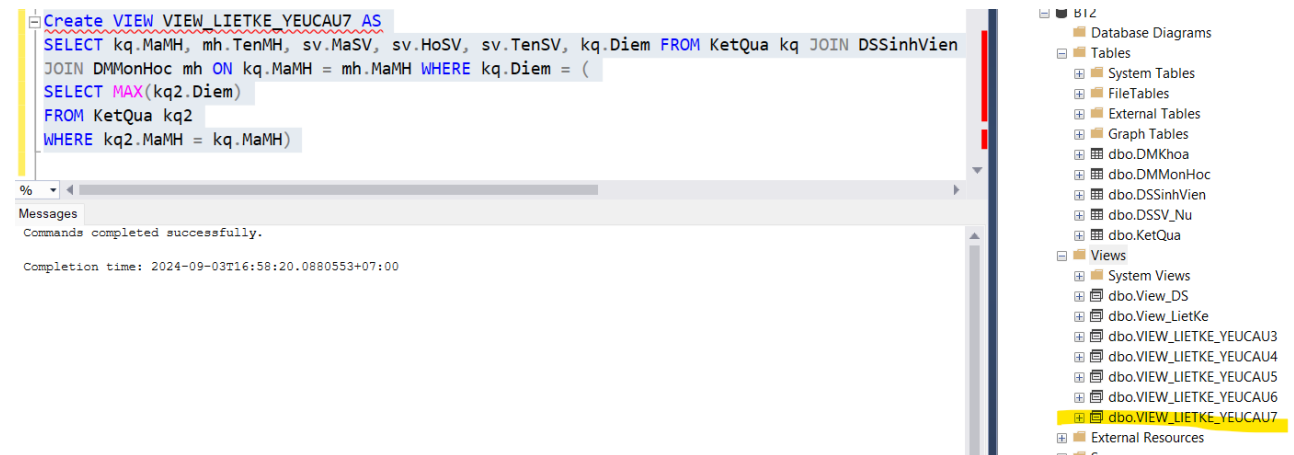 Create VIEW VIEW_LIETKE_YEUCAU7 AS
SELECT kq.MaMH, mh.TenMH, sv.MaSV, sv.HoSV, sv.TenSV, kq.Diem FROM KetQua kq JOIN DSSinhVien
JOIN DMMonHoc mh ON kq.MaMH = mh.MaMH WHERE kq.Diem = (
SELECT MAX(kq2.Diem)
FROM KetQua kq2
WHERE kq2.MaMH = kq.MaMH)
%
Messages
Commands completed successfully.
Completion time: 2024-09-03T16:58:20.0880553+07:00
BT2
Database Diagrams
Tables
System Tables
FileTables
External Tables
Graph Tables
dbo.DMKhoa
dbo.DMMonHoc
dbo.DSSinhVien
dbo.DSSV_Nu
dbo.KetQua
Views
System Views
dbo.View_DS
dbo.View_LietKe
dbo.VIEW_LIETKE_YEUCAU3
dbo.VIEW_LIETKE_YEUCAU4
dbo.VIEW_LIETKE_YEUCAU5
dbo.VIEW_LIETKE_YEUCAU6
dbo.VIEW_LIETKE_YEUCAU7
External Resources